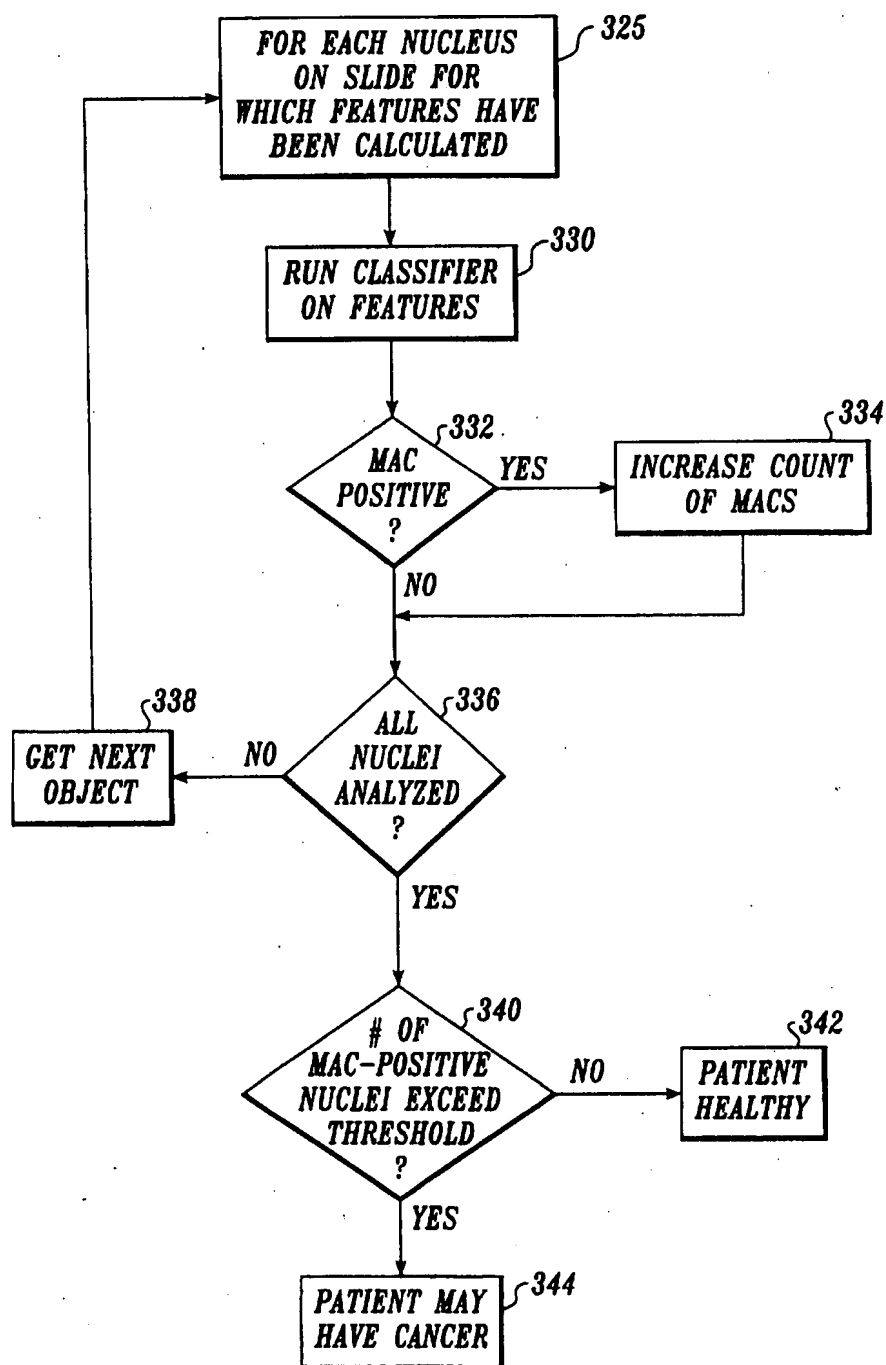 325
FOR EACH NUCLEUS
ON SLIDE FOR
WHICH FEATURES HAVE
BEEN CALCULATED
330
RUN CLASSIFIER
ON FEATURES
332
MAC
POSITIVE
?
YES
334
INCREASE COUNT
OF MACS
NO
336
ALL
NUCLEI
ANALYZED
?
NO
338
GET NEXT
OBJECT
YES
340
# OF
MAC-POSITIVE
NUCLEI EXCEED
THRESHOLD
?
NO
342
PATIENT
HEALTHY
YES
344
PATIENT MAY
HAVE CANCER